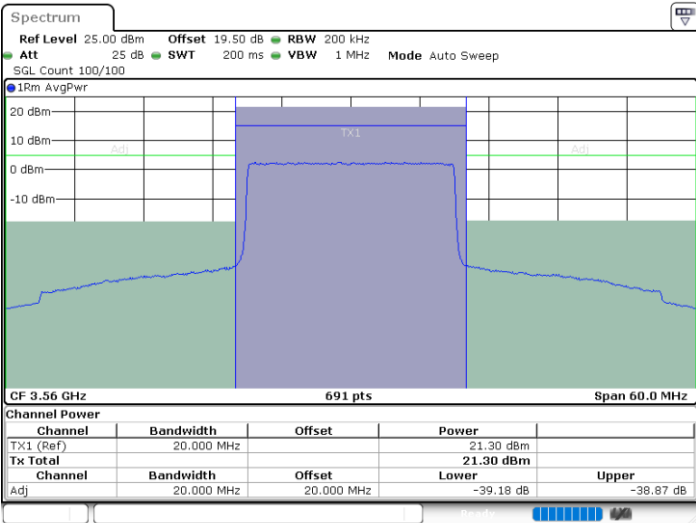 Spectrum
Ref Level 25.00 dBm Offset 19.50 dB RBW 200 kHz
Att 25 dB SWT 200 ms VBW 1 MHz Mode Auto Sweep
SGL Count 100/100
1Rm AvgPwr
20 dBm
TX1
10 dBm
Adj Adj
0 dBm
-10 dBm
CF 3.56 GHz 691 pts Span 60.0 MHz
Channel Power
Channel Bandwidth Offset Power
TX1 (Ref) 20.000 MHz 21.30 dBm
Tx Total 21.30 dBm
Channel Bandwidth Offset Lower Upper
Adj 20.000 MHz 20.000 MHz -39.18 dB -38.87 dB
Ready